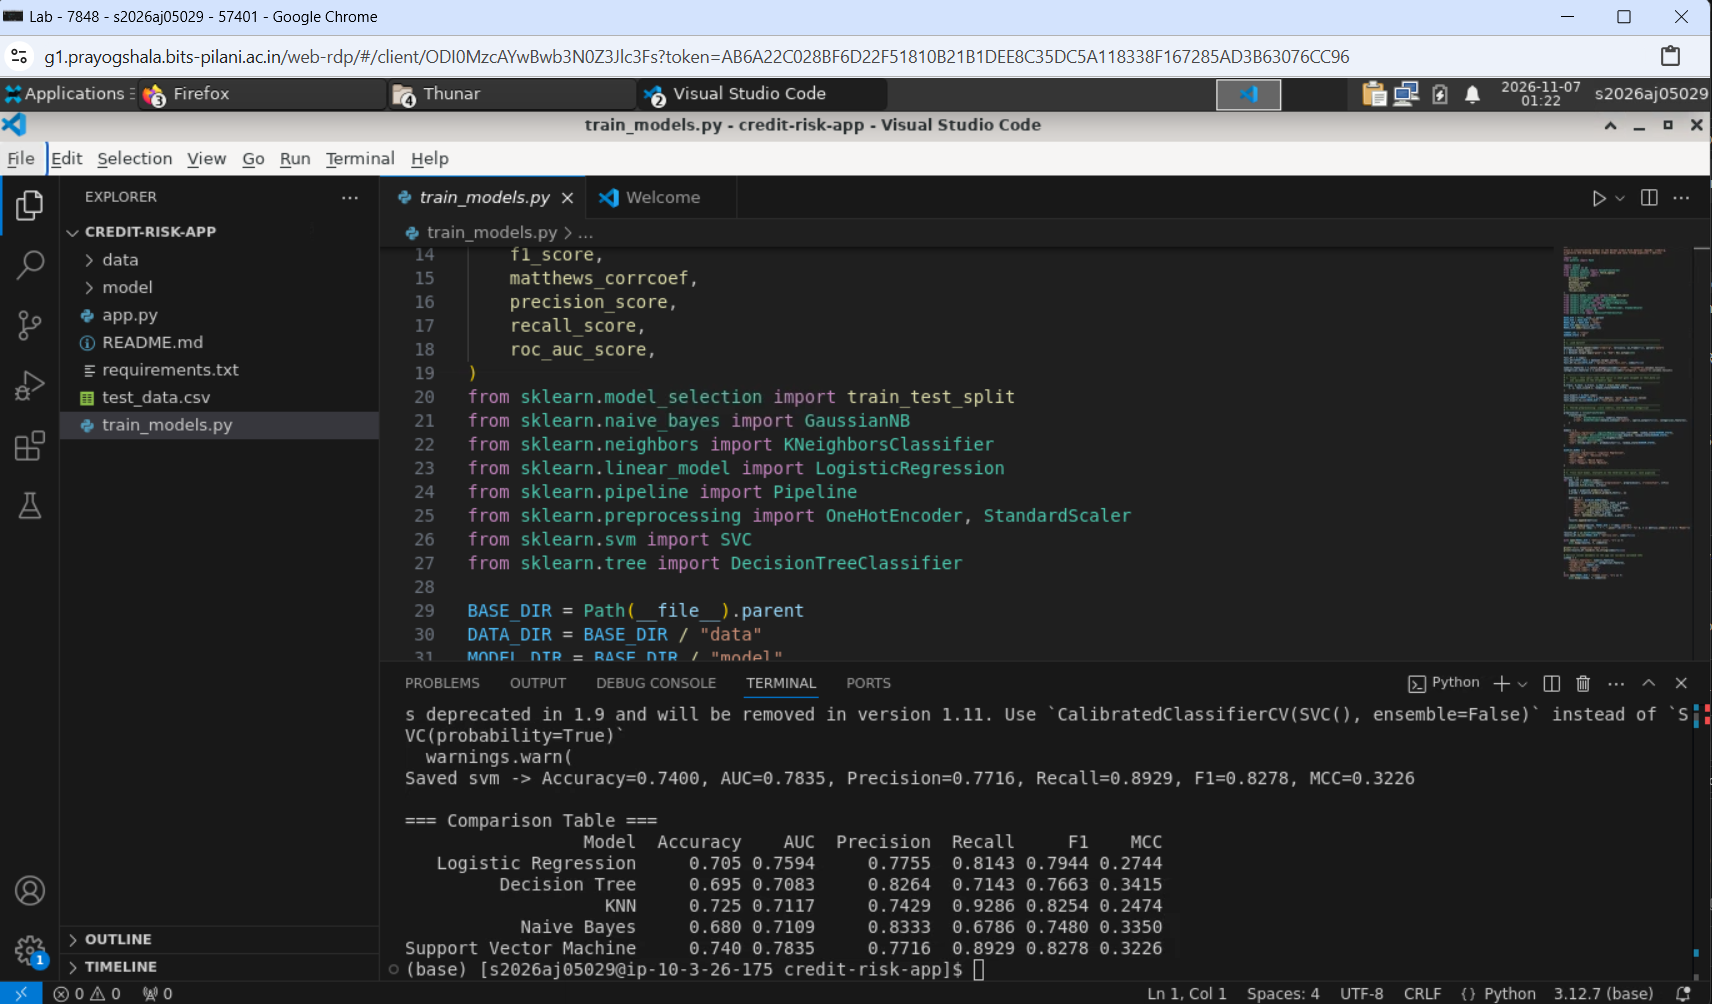 Lab - 7848 - s2026aj05029 - 57401 - Google Chrome
g1.prayogshala.bits-pilani.ac.in/web-rdp/#/client/ODI0MzcAYwBwb3N0Z3Jlc3Fs?token=AB6A22C028BF6D22F51810B21B1DEE8C35DC5A118338F167285AD3B63076CC96
Applications Firefox Thunar Visual Studio Code 2026-11-07 01:22 s2026aj05029
3 4 2
train_models.py - credit-risk-app - Visual Studio Code
File Edit Selection View Go Run Terminal Help
EXPLORER
CREDIT-RISK-APP
data
model
app.py
README.md
requirements.txt
test_data.csv
train_models.py
OUTLINE
TIMELINE
1
train_models.py Welcome
train_models.py > ...
14 f1_score,
15 matthews_corrcoef,
16 precision_score,
17 recall_score,
18 roc_auc_score,
19 )
20 from sklearn.model_selection import train_test_split
21 from sklearn.naive_bayes import GaussianNB
22 from sklearn.neighbors import KNeighborsClassifier
23 from sklearn.linear_model import LogisticRegression
24 from sklearn.pipeline import Pipeline
25 from sklearn.preprocessing import OneHotEncoder, StandardScaler
26 from sklearn.svm import SVC
27 from sklearn.tree import DecisionTreeClassifier
28
29 BASE_DIR = Path(__file__).parent
30 DATA_DIR = BASE_DIR / "data"
31 MODEL_DIR = BASE_DIR / "model"
PROBLEMS OUTPUT DEBUG CONSOLE TERMINAL PORTS Python
s deprecated in 1.9 and will be removed in version 1.11. Use `CalibratedClassifierCV(SVC(), ensemble=False)` instead of `S
VC(probability=True)`
warnings.warn(
Saved svm -> Accuracy=0.7400, AUC=0.7835, Precision=0.7716, Recall=0.8929, F1=0.8278, MCC=0.3226
=== Comparison Table ===
Model Accuracy AUC Precision Recall F1 MCC
Logistic Regression 0.705 0.7594 0.7755 0.8143 0.7944 0.2744
Decision Tree 0.695 0.7083 0.8264 0.7143 0.7663 0.3415
KNN 0.725 0.7117 0.7429 0.9286 0.8254 0.2474
Naive Bayes 0.680 0.7109 0.8333 0.6786 0.7480 0.3350
Support Vector Machine 0.740 0.7835 0.7716 0.8929 0.8278 0.3226
(base) [s2026aj05029@ip-10-3-26-175 credit-risk-app]$
0 0 0 Ln 1, Col 1 Spaces: 4 UTF-8 CRLF {} Python 3.12.7 (base)